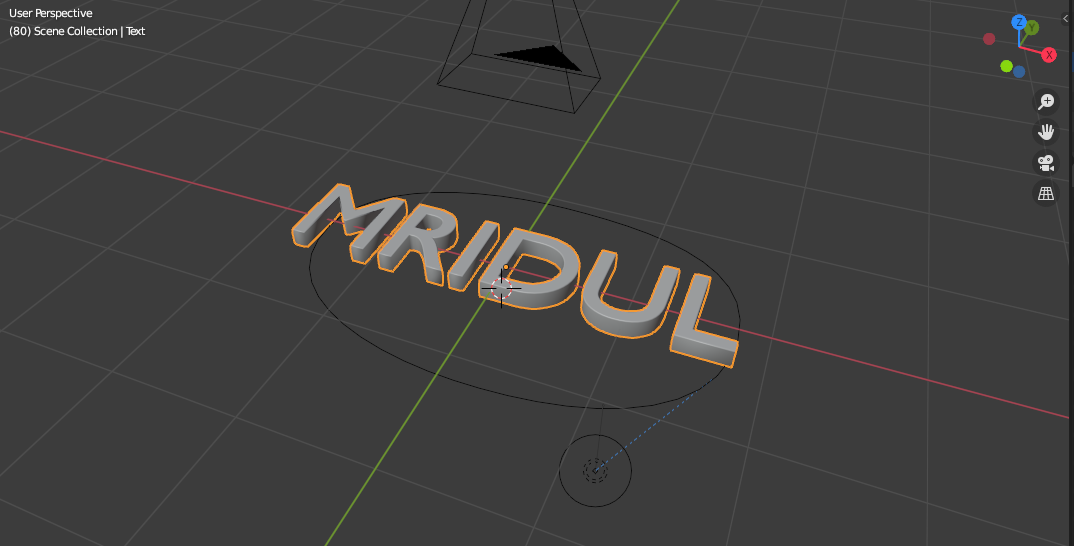 User Perspective
(80) Scene Collection | Text
Z
Y
X
MRIDUL